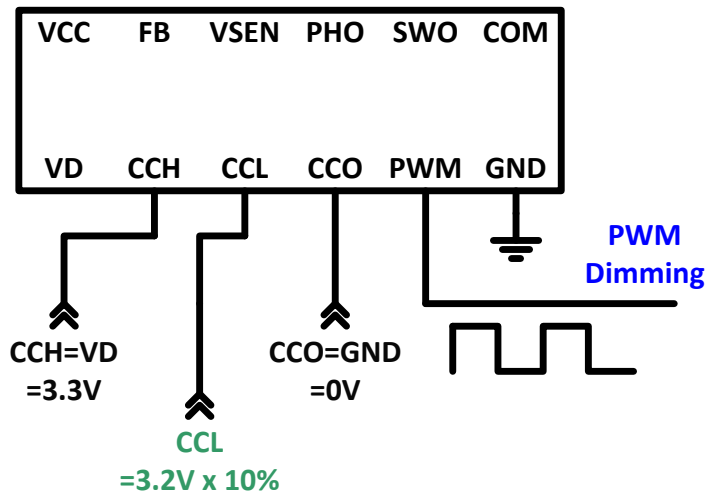 VCC FB VSEN PHO SWO COM
VD CCH CCL CCO PWM GND
PWM
Dimming
CCH=VD
=3.3V
CCO=GND
=0V
CCL
=3.2V x 10%